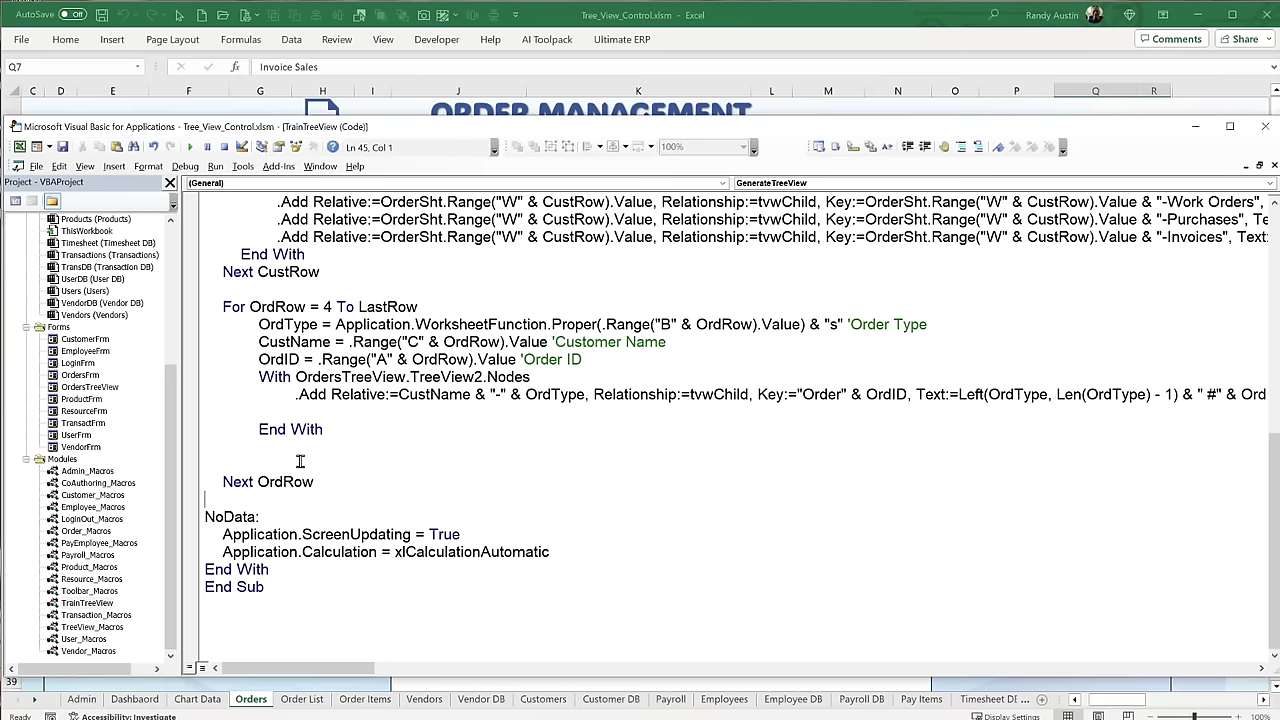 AutoSave Off Tree_View_Control.xlsm - Excel Randy Austin
File Home Insert Page Layout Formulas Data Review View Developer Help AI Toolpack Ultimate ERP Comments Share
Q7 fx Invoice Sales
C D E F G H I J K L M N O P Q R
ORDER MANAGEMENT
Microsoft Visual Basic for Applications - Tree_View_Control.xlsm - [TrainTreeView (Code)]
Ln 45, Col 1 100%
File Edit View Insert Format Debug Run Tools Add-Ins Window Help
Project - VBAProject
(General) GenerateTreeView
Products (Products)
ThisWorkbook
Timesheet (Timesheet DB)
Transactions (Transactions)
TransDB (Transaction DB)
UserDB (User DB)
Users (Users)
VendorDB (Vendor DB)
Vendors (Vendors)
Forms
CustomerFrm
EmployeeFrm
LoginFrm
OrdersFrm
OrdersTreeView
ProductFrm
ResourceFrm
TransactFrm
UserFrm
VendorFrm
Modules
Admin_Macros
CoAuthoring_Macros
Customer_Macros
Employee_Macros
LoginOut_Macros
Order_Macros
PayEmployee_Macros
Payroll_Macros
Product_Macros
Resource_Macros
Toolbar_Macros
TrainTreeView
Transaction_Macros
TreeView_Macros
User_Macros
Vendor_Macros
.Add Relative:=OrderSht.Range("W" & CustRow).Value, Relationship:=tvwChild, Key:=OrderSht.Range("W" & CustRow).Value & "-Work Orders",
.Add Relative:=OrderSht.Range("W" & CustRow).Value, Relationship:=tvwChild, Key:=OrderSht.Range("W" & CustRow).Value & "-Purchases", Te
.Add Relative:=OrderSht.Range("W" & CustRow).Value, Relationship:=tvwChild, Key:=OrderSht.Range("W" & CustRow).Value & "-Invoices", Text:
End With
Next CustRow
For OrdRow = 4 To LastRow
OrdType = Application.WorksheetFunction.Proper(.Range("B" & OrdRow).Value) & "s" 'Order Type
CustName = .Range("C" & OrdRow).Value 'Customer Name
OrdID = .Range("A" & OrdRow).Value 'Order ID
With OrdersTreeView.TreeView2.Nodes
.Add Relative:=CustName & "-" & OrdType, Relationship:=tvwChild, Key:="Order" & OrdID, Text:=Left(OrdType, Len(OrdType) - 1) & " #" & Ord
End With
Next OrdRow
NoData:
Application.ScreenUpdating = True
Application.Calculation = xlCalculationAutomatic
End With
End Sub
39
Admin Dashbaord Chart Data Orders Order List Order Items Vendors Vendor DB Customers Customer DB Payroll Employees Employee DB Payroll DB Pay Items Timesheet DE ...
Ready Accessibility: Investigate Display Settings 100%